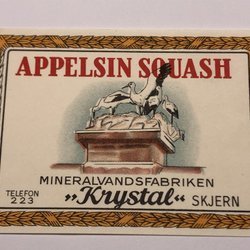 APPELSIN SQUASH
MINERALVANDSFABRIKEN
TELEFON
223
„Krystal“ SKJERN